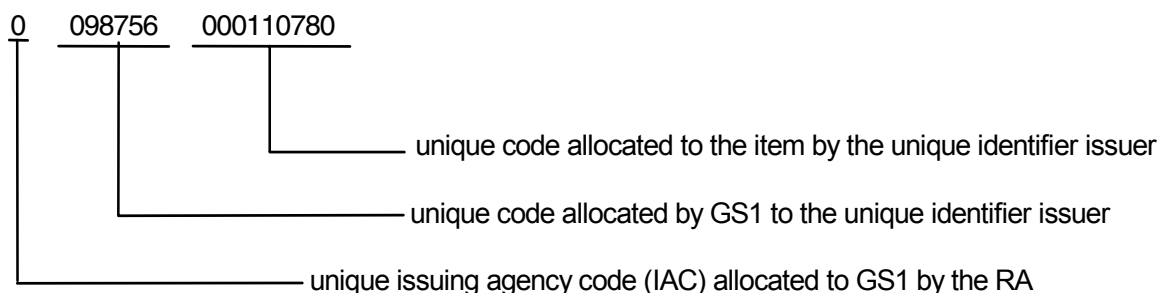 0 098756 000110780
unique code allocated to the item by the unique identifier issuer
unique code allocated by GS1 to the unique identifier issuer
unique issuing agency code (IAC) allocated to GS1 by the RA